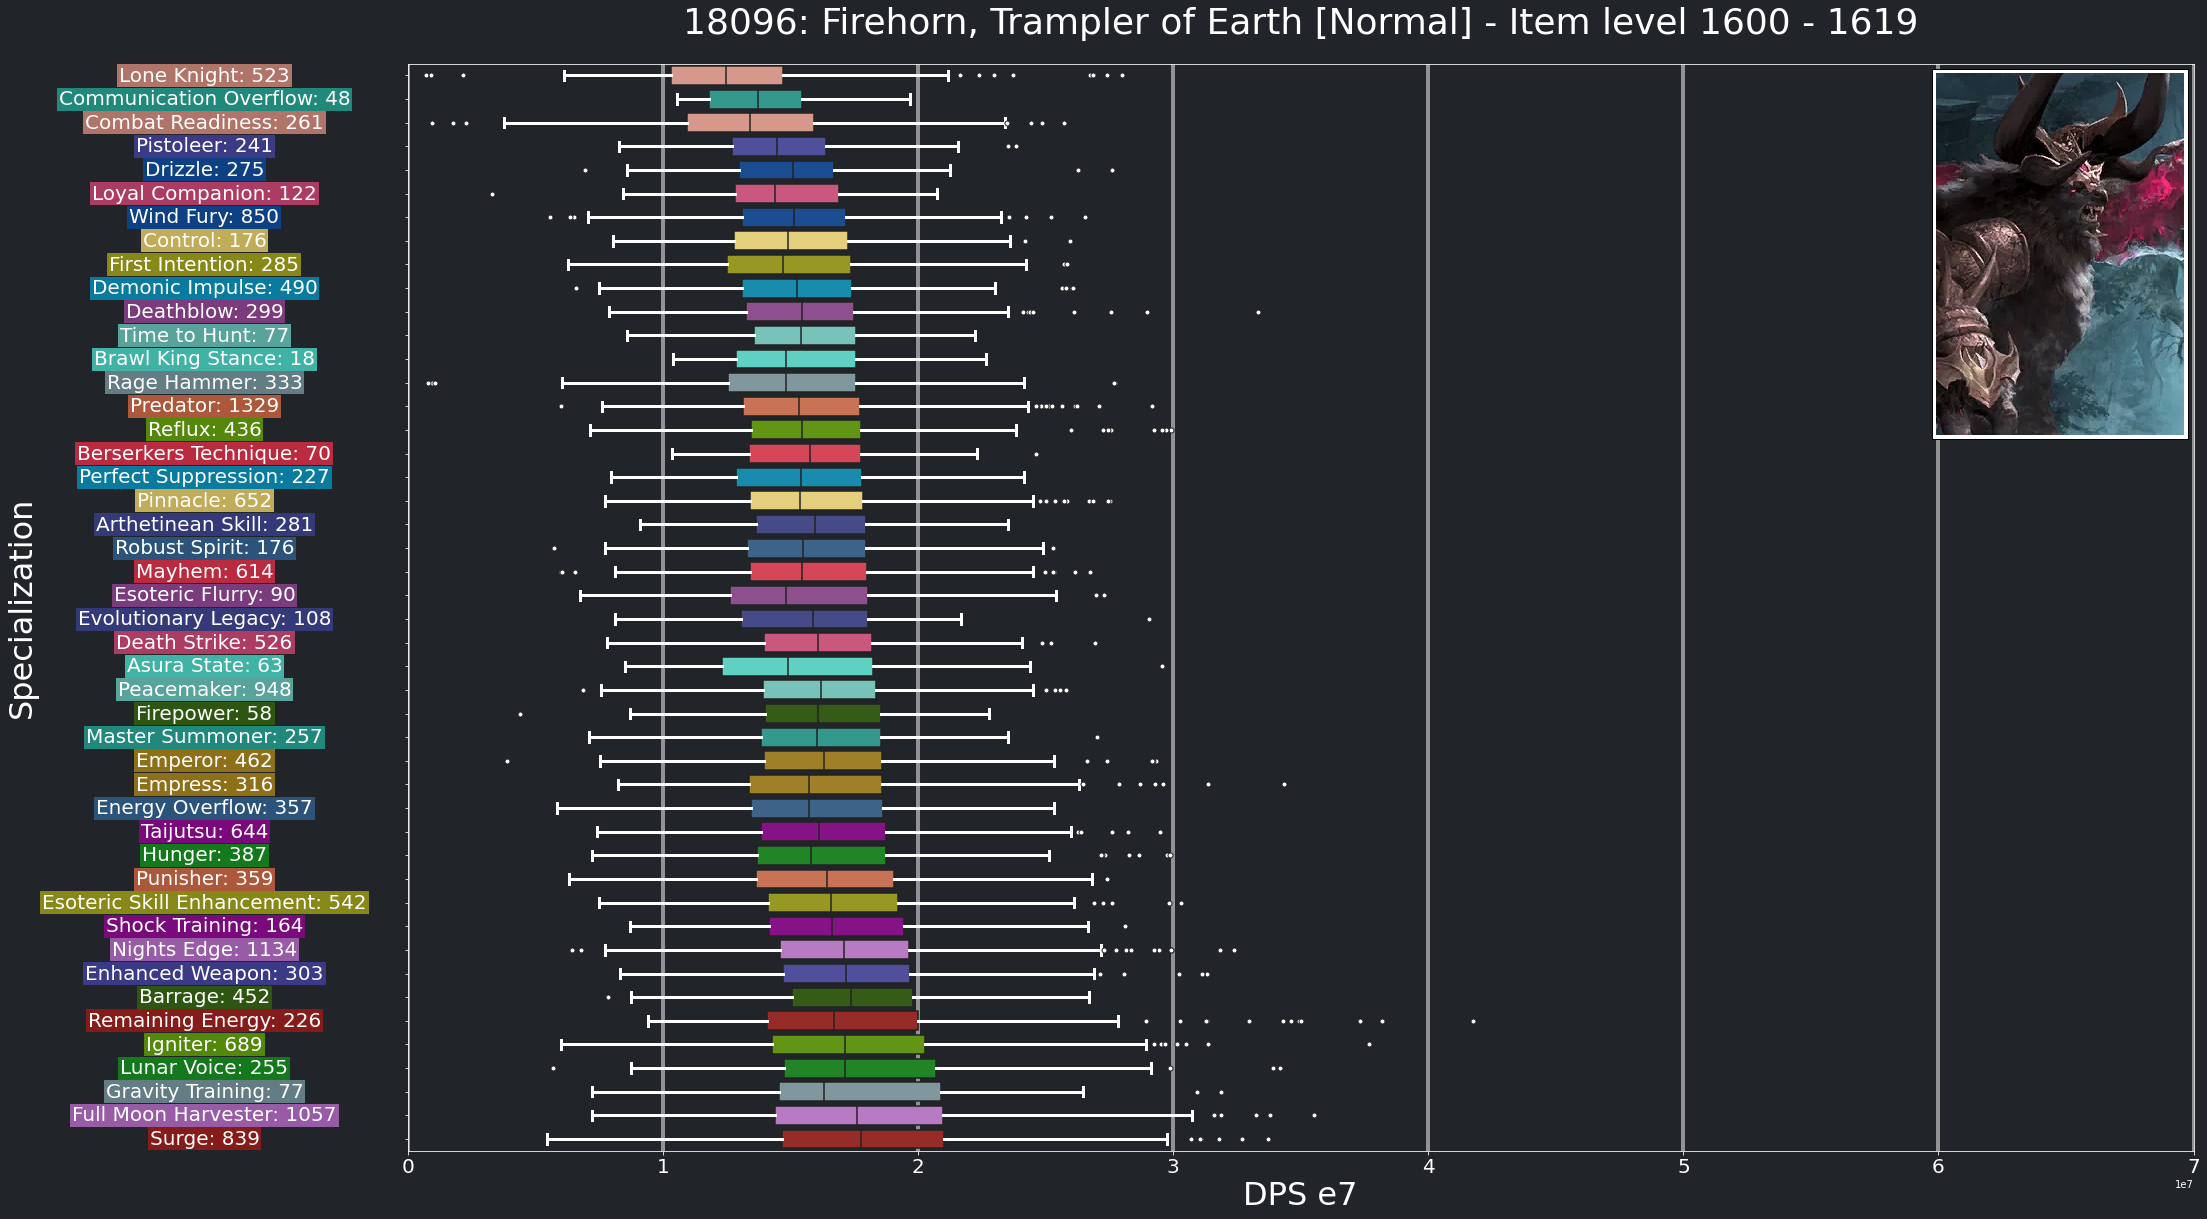 18096: Firehorn, Trampler of Earth [Normal] - Item level 1600 - 1619
Specialization
Lone Knight: 523
Communication Overflow: 48
Combat Readiness: 261
Pistoleer: 241
Drizzle: 275
Loyal Companion: 122
Wind Fury: 850
Control: 176
First Intention: 285
Demonic Impulse: 490
Deathblow: 299
Time to Hunt: 77
Brawl King Stance: 18
Rage Hammer: 333
Predator: 1329
Reflux: 436
Berserkers Technique: 70
Perfect Suppression: 227
Pinnacle: 652
Arthetinean Skill: 281
Robust Spirit: 176
Mayhem: 614
Esoteric Flurry: 90
Evolutionary Legacy: 108
Death Strike: 526
Asura State: 63
Peacemaker: 948
Firepower: 58
Master Summoner: 257
Emperor: 462
Empress: 316
Energy Overflow: 357
Taijutsu: 644
Hunger: 387
Punisher: 359
Esoteric Skill Enhancement: 542
Shock Training: 164
Nights Edge: 1134
Enhanced Weapon: 303
Barrage: 452
Remaining Energy: 226
Igniter: 689
Lunar Voice: 255
Gravity Training: 77
Full Moon Harvester: 1057
Surge: 839
0 1 2 3 4 5 6 7
1e7
DPS e7